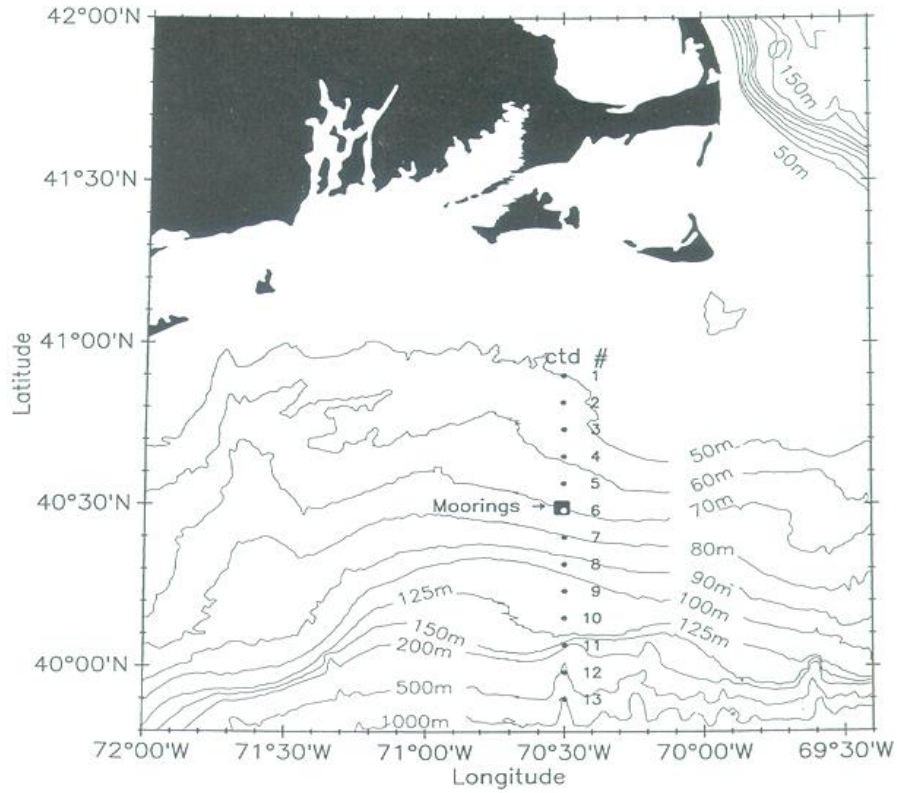 42°00'N
150m
50m
41°30'N
41°00'N
ctd #
1
2
3
4
50m
60m
5
70m
40°30'N
Moorings →
6
7
80m
8
90m
9
100m
125m
10
125m
150m
11
200m
40°00'N
12
500m
13
1000m
72°00'W 71°30'W 71°00'W 70°30'W 70°00'W 69°30'W
Longitude
Latitude